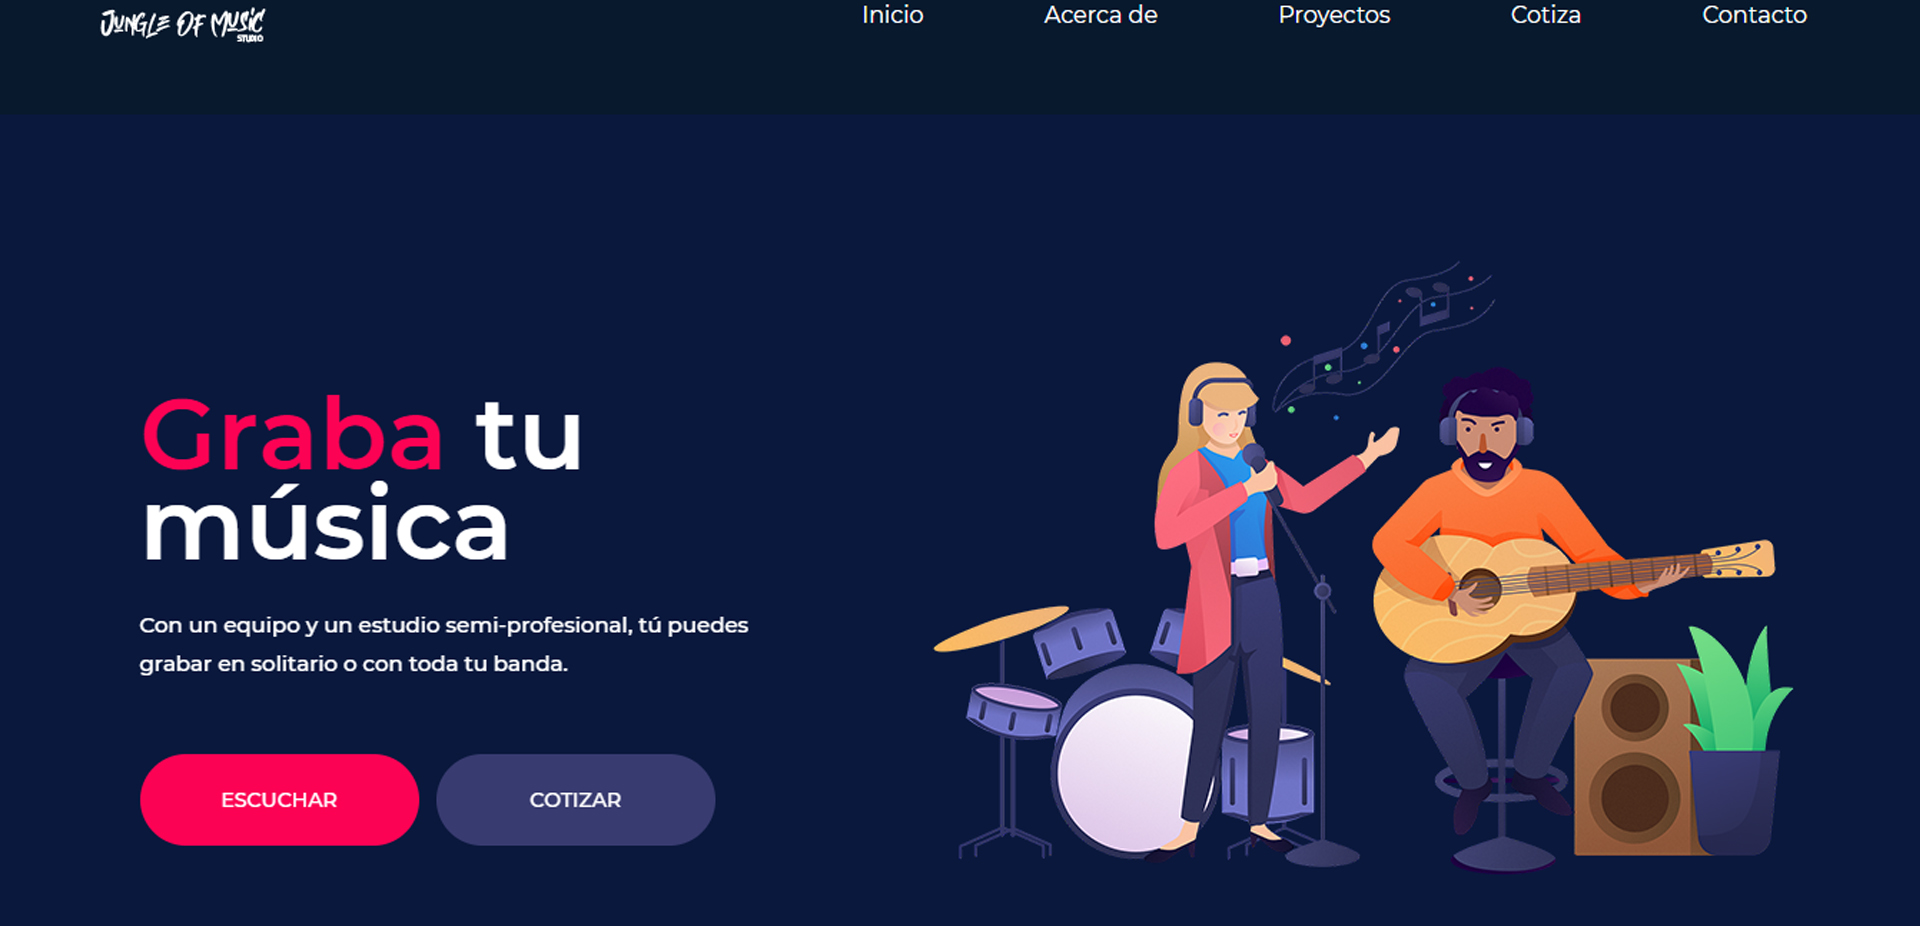 JUNGLE OF MUSIC
STUDIO
Inicio
Acerca de
Proyectos
Cotiza
Contacto
Graba tu
música
Con un equipo y un estudio semi-profesional, tú puedes
grabar en solitario o con toda tu banda.
ESCUCHAR
COTIZAR